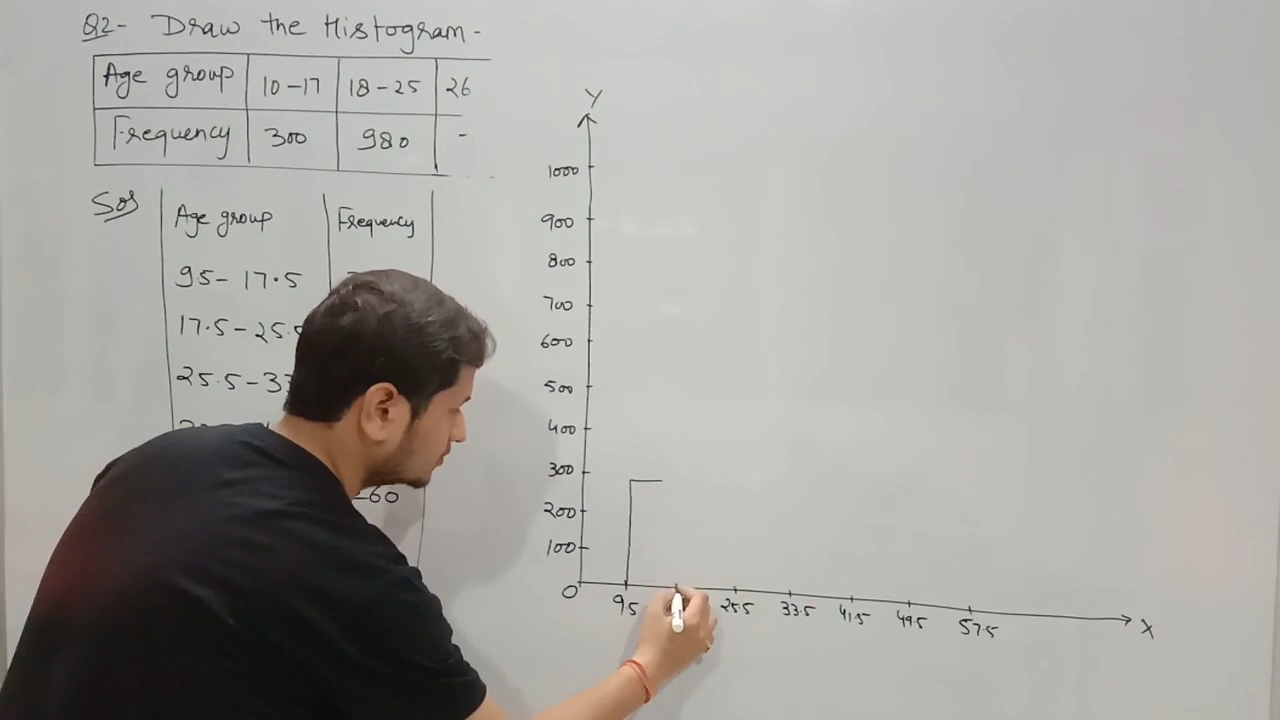 Q2- Draw the Histogram -
Age group 10-17 18-25 26
Frequency 300 980 -
Sol
Age group Frequency
95- 17.5
17.5-25.5
25.5-33
60
Y
1000
900
800
700
600
500
400
300
200
100
0
9.5 25.5 33.5 41.5 49.5 57.5
X